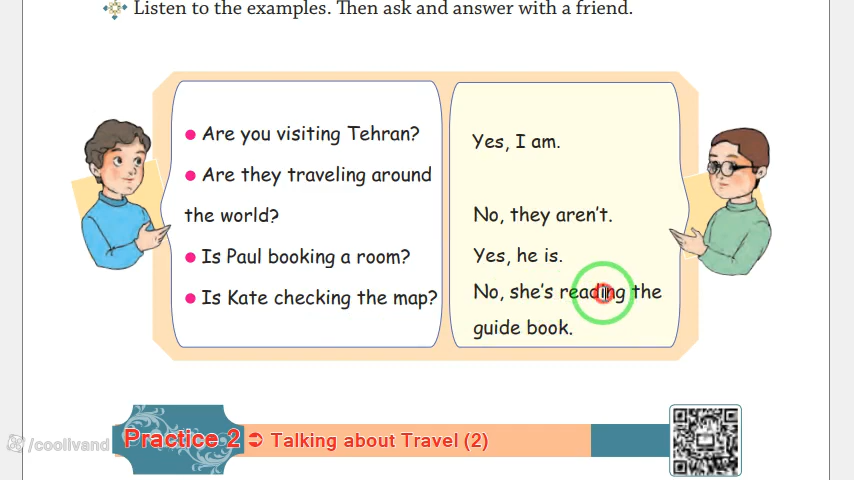 Listen to the examples. Then ask and answer with a friend.
● Are you visiting Tehran?
● Are they traveling around
the world?
● Is Paul booking a room?
● Is Kate checking the map?
Yes, I am.
No, they aren't.
Yes, he is.
No, she's reading the
guide book.
Practice 2 ➲ Talking about Travel (2)
/coolivand